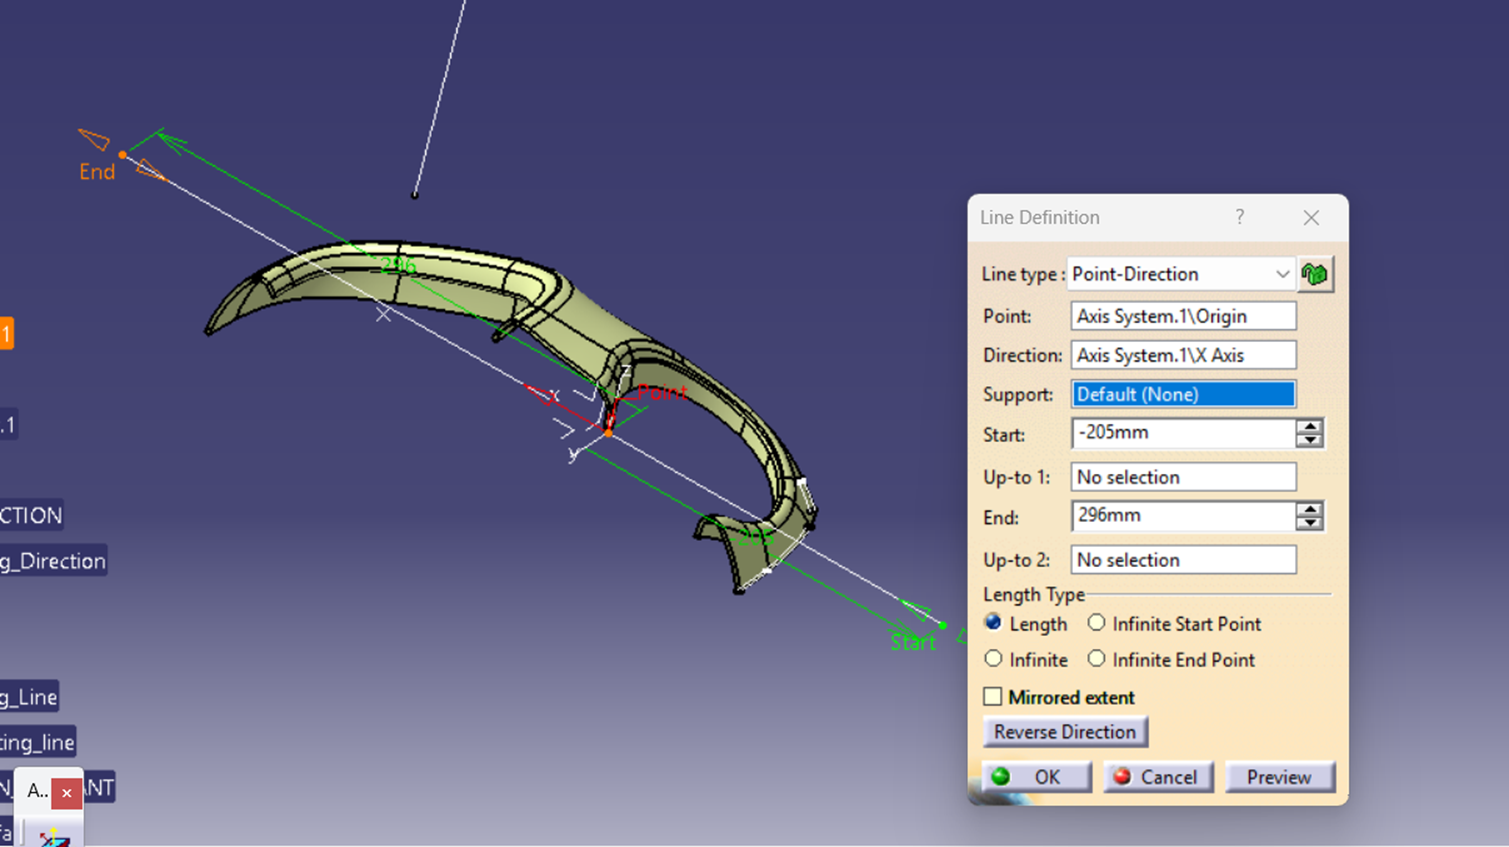 End
296
z
Point
x
y
-205
Start
1
.1
CTION
g_Direction
g_Line
ting_line
N
ANT
A..
fa
Line Definition
?
Line type :
Point-Direction
Point:
Axis System.1\Origin
Direction:
Axis System.1\X Axis
Support:
Default (None)
Start:
-205mm
Up-to 1:
No selection
End:
296mm
Up-to 2:
No selection
Length Type
Length
Infinite Start Point
Infinite
Infinite End Point
Mirrored extent
Reverse Direction
OK
Cancel
Preview